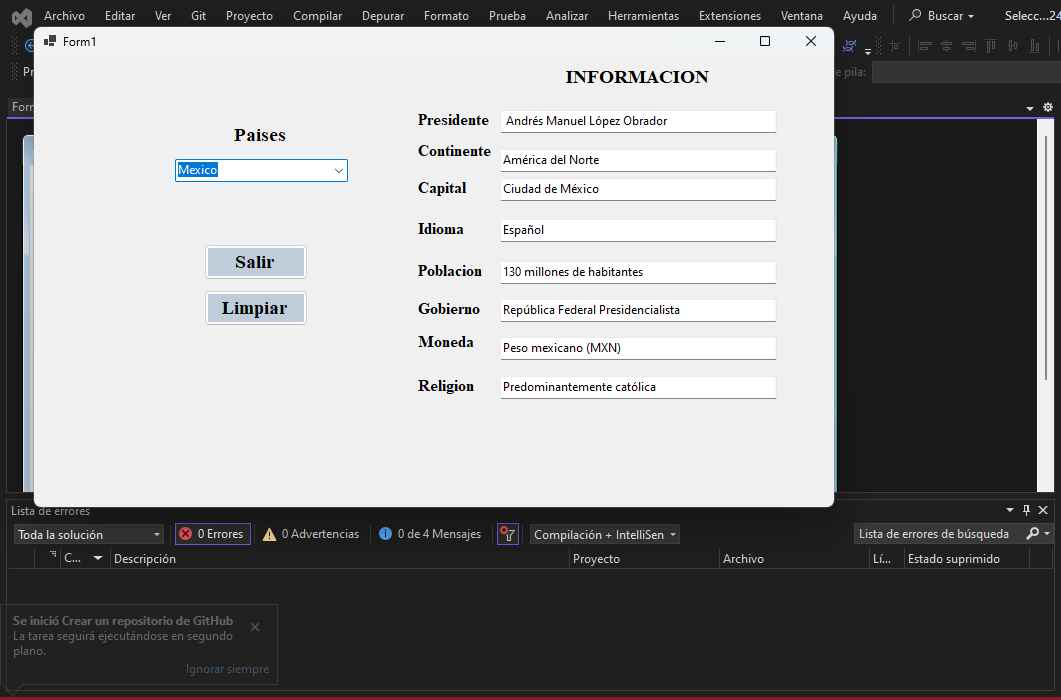 Archivo Editar Ver Git Proyecto Compilar Depurar Formato Prueba Analizar Herramientas Extensiones Ventana Ayuda Buscar Selecc...24
Form1
Pr
e pila:
Form
INFORMACION
Paises
Mexico
Salir
Limpiar
Presidente Andrés Manuel López Obrador
Continente América del Norte
Capital Ciudad de México
Idioma Español
Poblacion 130 millones de habitantes
Gobierno República Federal Presidencialista
Moneda Peso mexicano (MXN)
Religion Predominantemente católica
Lista de errores
Toda la solución 0 Errores 0 Advertencias 0 de 4 Mensajes Compilación + IntelliSen Lista de errores de búsqueda
C... Descripción Proyecto Archivo Lí... Estado suprimido
Se inició Crear un repositorio de GitHub
La tarea seguirá ejecutándose en segundo
plano.
Ignorar siempre